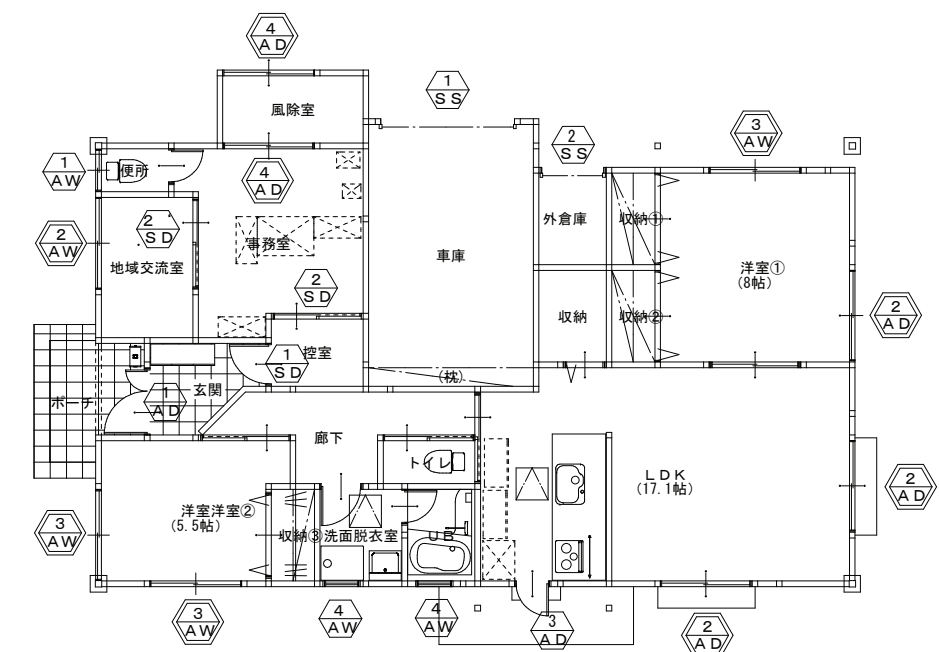 4
AD
風除室
1
SS
4
AD
2
SS
3
AW
1
AW
便所
2
SD
2
AW
地域交流室
事務室
車庫
外倉庫
収納①
洋室①
(8帖)
収納
収納②
2
SD
2
AD
控室
1
SD
(枕)
玄関
1
AD
ポーチ
廊下
トイレ
LDK
(17.1帖)
2
AD
洋室洋室②
(5.5帖)
収納③
洗面脱衣室
UB
3
AW
3
AW
4
AW
4
AW
3
AD
2
AD